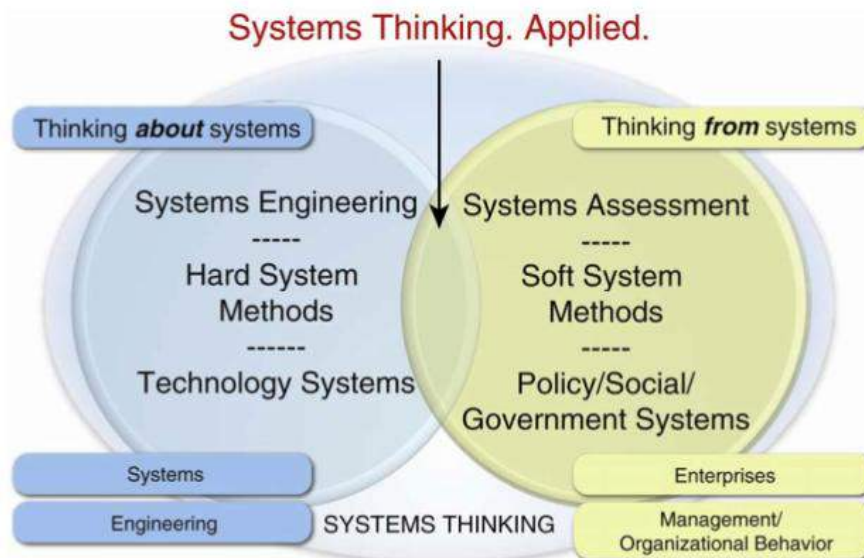 Systems Thinking. Applied.
Thinking about systems
Thinking from systems
Systems Engineering
-----
Hard System
Methods
------
Technology Systems
Systems Assessment
-----
Soft System
Methods
-----
Policy/Social/
Government Systems
Systems
Engineering
SYSTEMS THINKING
Enterprises
Management/
Organizational Behavior